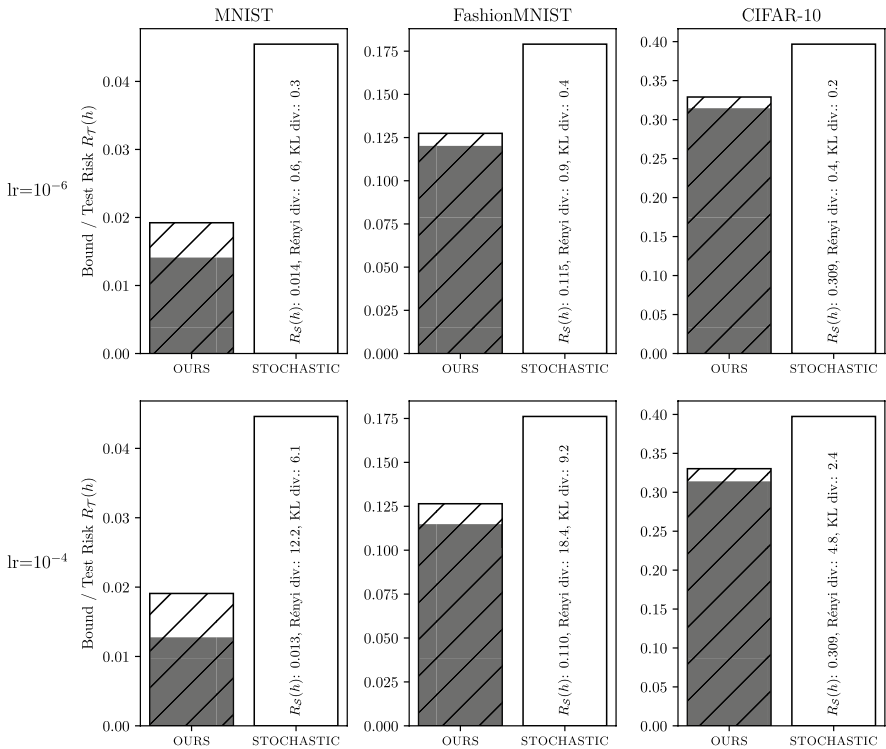 MNIST
FashionMNIST
CIFAR-10
lr=10⁻⁶
Bound / Test Risk R_𝒯(h)
0.04
0.03
0.02
0.01
0.00
R_𝒮(h): 0.014, Rényi div.: 0.6, KL div.: 0.3
OURS
STOCHASTIC
0.175
0.150
0.125
0.100
0.075
0.050
0.025
0.000
R_𝒮(h): 0.115, Rényi div.: 0.9, KL div.: 0.4
OURS
STOCHASTIC
0.40
0.35
0.30
0.25
0.20
0.15
0.10
0.05
0.00
R_𝒮(h): 0.309, Rényi div.: 0.4, KL div.: 0.2
OURS
STOCHASTIC
lr=10⁻⁴
Bound / Test Risk R_𝒯(h)
0.04
0.03
0.02
0.01
0.00
R_𝒮(h): 0.013, Rényi div.: 12.2, KL div.: 6.1
OURS
STOCHASTIC
0.175
0.150
0.125
0.100
0.075
0.050
0.025
0.000
R_𝒮(h): 0.110, Rényi div.: 18.4, KL div.: 9.2
OURS
STOCHASTIC
0.40
0.35
0.30
0.25
0.20
0.15
0.10
0.05
0.00
R_𝒮(h): 0.309, Rényi div.: 4.8, KL div.: 2.4
OURS
STOCHASTIC